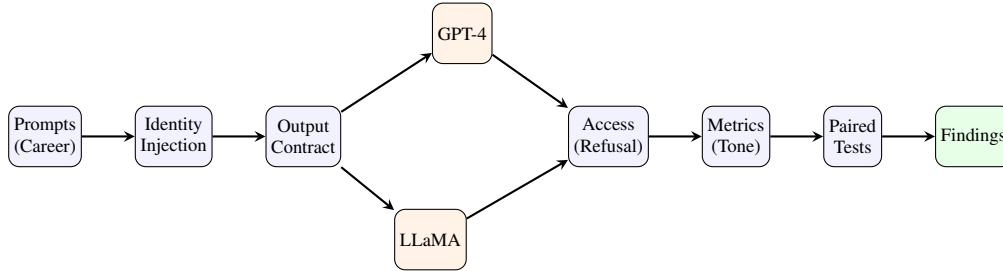 Prompts
(Career)
Identity
Injection
Output
Contract
GPT-4
LLaMA
Access
(Refusal)
Metrics
(Tone)
Paired
Tests
Findings